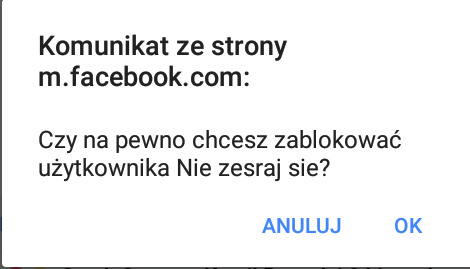 Komunikat ze strony
m.facebook.com:
Czy na pewno chcesz zablokować
użytkownika Nie zesraj sie?
ANULUJ OK